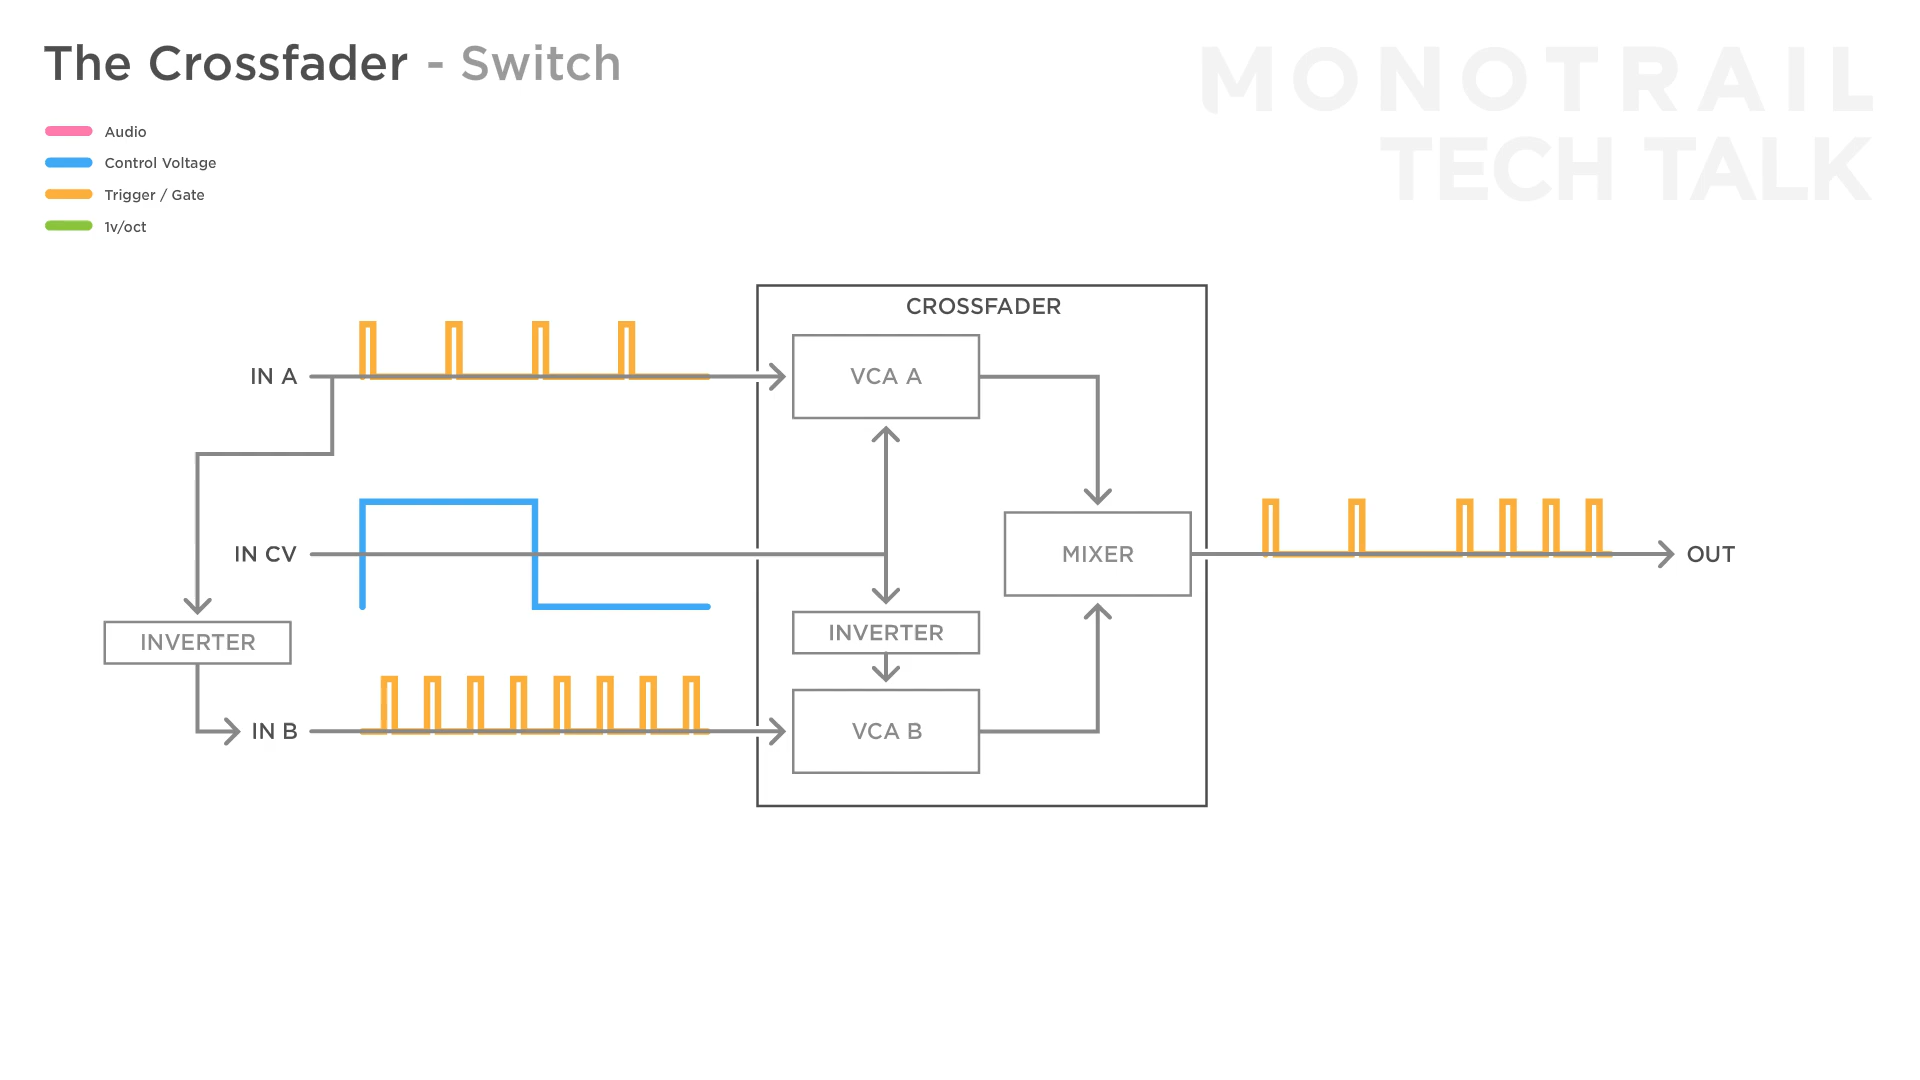 The Crossfader - Switch
MONOTRAIL
TECH TALK
Audio
Control Voltage
Trigger / Gate
1v/oct
CROSSFADER
IN A
VCA A
IN CV
MIXER
OUT
INVERTER
INVERTER
IN B
VCA B